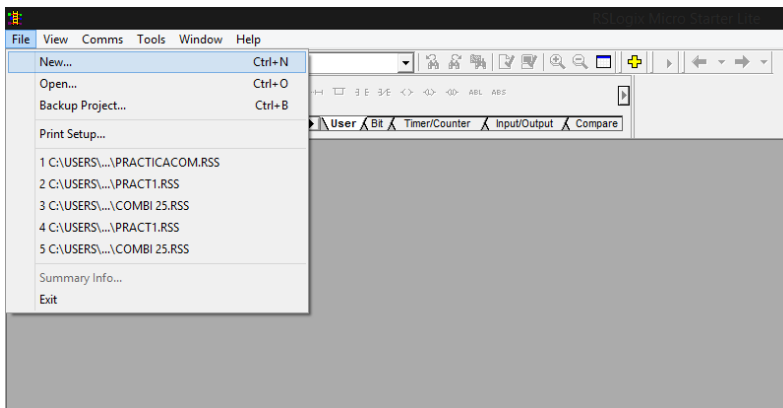 RSLogix Micro Starter Lite
File View Comms Tools Window Help
New... Ctrl+N
Open... Ctrl+O
Backup Project... Ctrl+B
Print Setup...
1 C:\USERS\...\PRACTICACOM.RSS
2 C:\USERS\...\PRACT1.RSS
3 C:\USERS\...\COMBI 25.RSS
4 C:\USERS\...\PRACT1.RSS
5 C:\USERS\...\COMBI 25.RSS
Summary Info...
Exit
ABL ABS
User Bit Timer/Counter Input/Output Compare